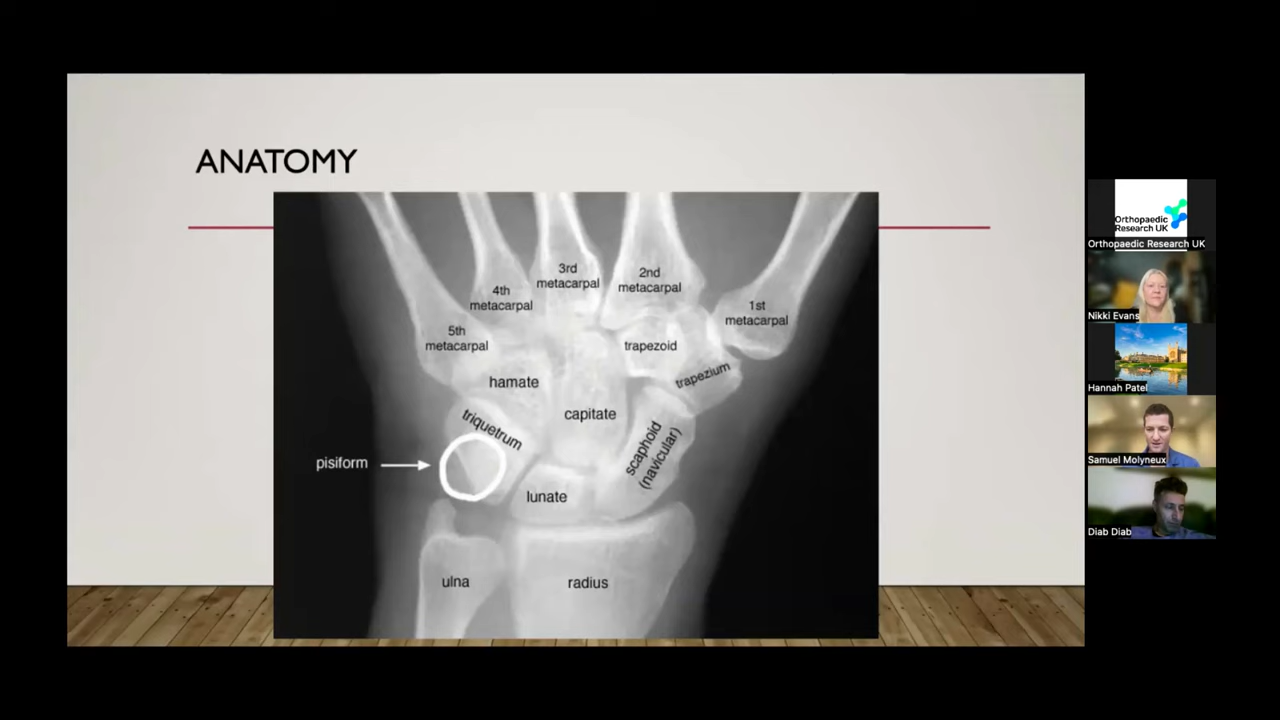 ANATOMY
3rd
metacarpal
2nd
metacarpal
4th
metacarpal
1st
metacarpal
5th
metacarpal
trapezoid
trapezium
hamate
capitate
triquetrum
scaphoid
(navicular)
pisiform
lunate
ulna
radius
Orthopaedic
Research UK
Orthopaedic Research UK
Nikki Evans
Hannah Patel
Samuel Molyneux
Diab Diab